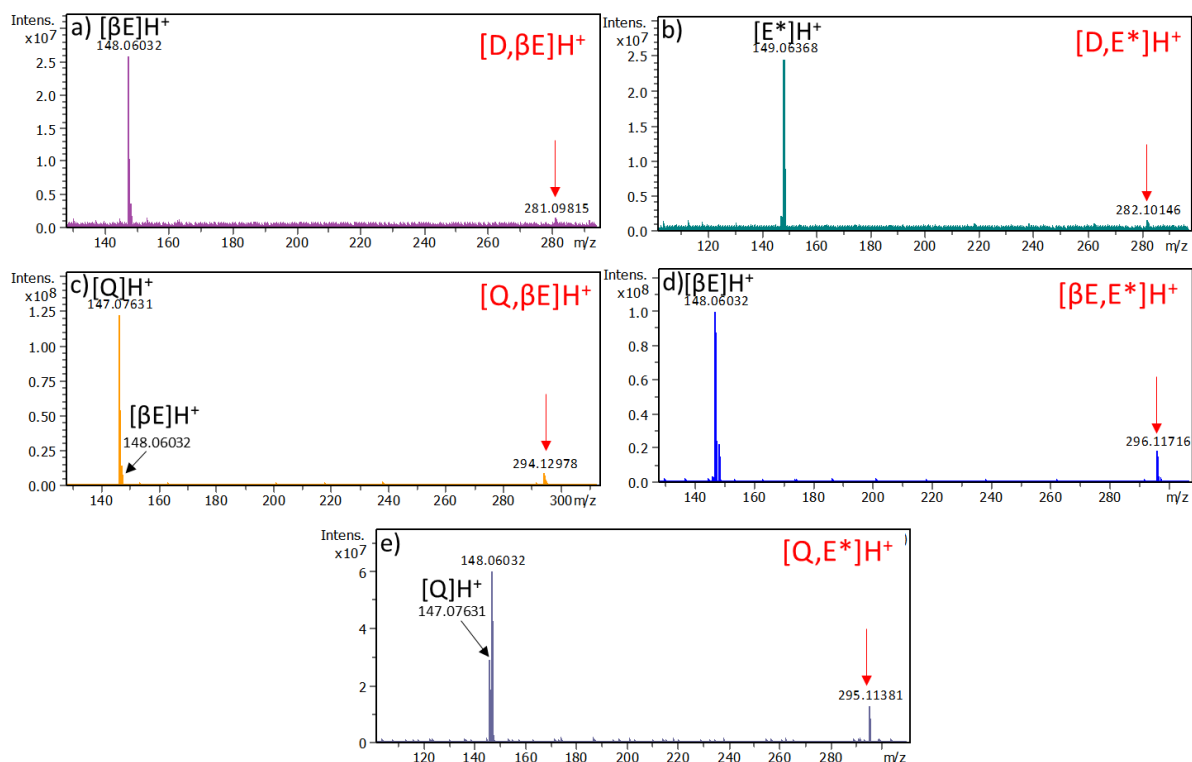 Intens.
x10⁷
a) [βE]H⁺
148.06032
[D,βE]H⁺
2.5
2.0
1.5
1.0
0.5
0.0
281.09815
140 160 180 200 220 240 260 280 m/z
Intens.
x10⁷
b) [E*]H⁺
149.06368
[D,E*]H⁺
2.5
2.0
1.5
1.0
0.5
0.0
282.10146
120 140 160 180 200 220 240 260 280 m/z
Intens.
x10⁸
c) [Q]H⁺
147.07631
[Q,βE]H⁺
1.25
1.00
0.75
0.50
0.25
0.00
[βE]H⁺
148.06032
294.12978
140 160 180 200 220 240 260 280 300 m/z
Intens.
x10⁸
d) [βE]H⁺
148.06032
[βE,E*]H⁺
1.0
0.8
0.6
0.4
0.2
0.0
296.11716
140 160 180 200 220 240 260 280 m/z
Intens.
x10⁷
e)
148.06032
[Q,E*]H⁺
6
4
2
0
[Q]H⁺
147.07631
295.11381
120 140 160 180 200 220 240 260 280 m/z